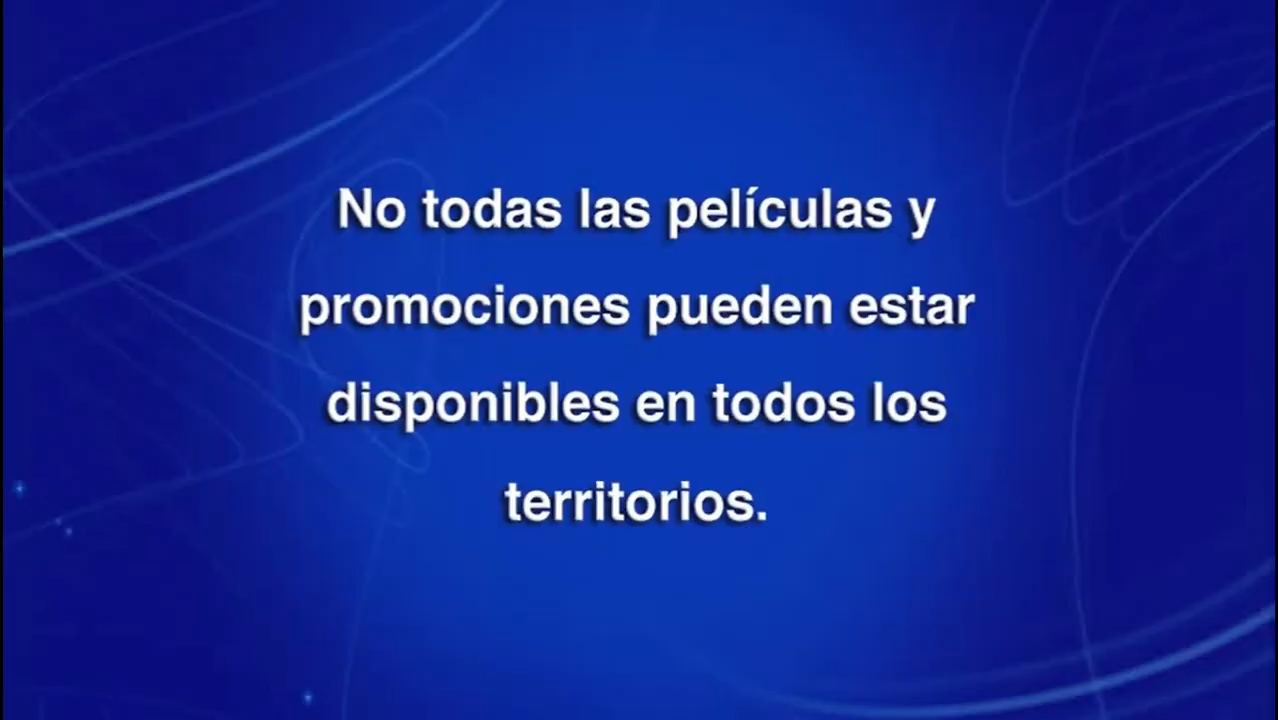 No todas las películas y
promociones pueden estar
disponibles en todos los
territorios.